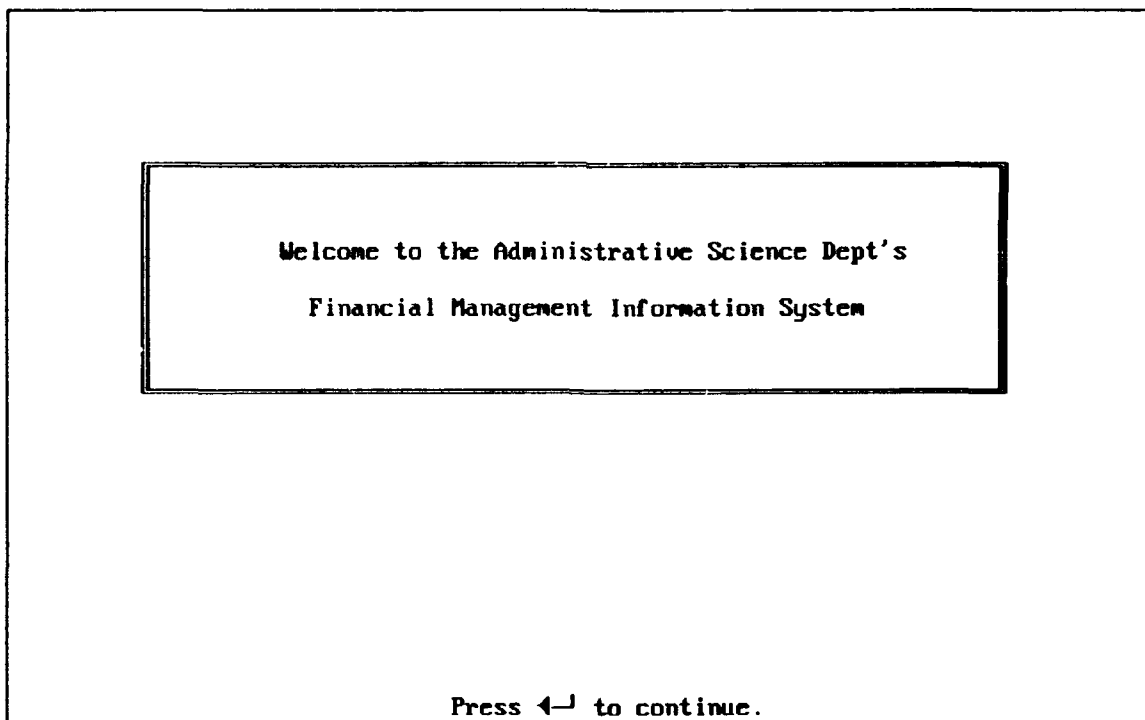 Welcome to the Administrative Science Dept's
Financial Management Information System
Press ◄┘ to continue.